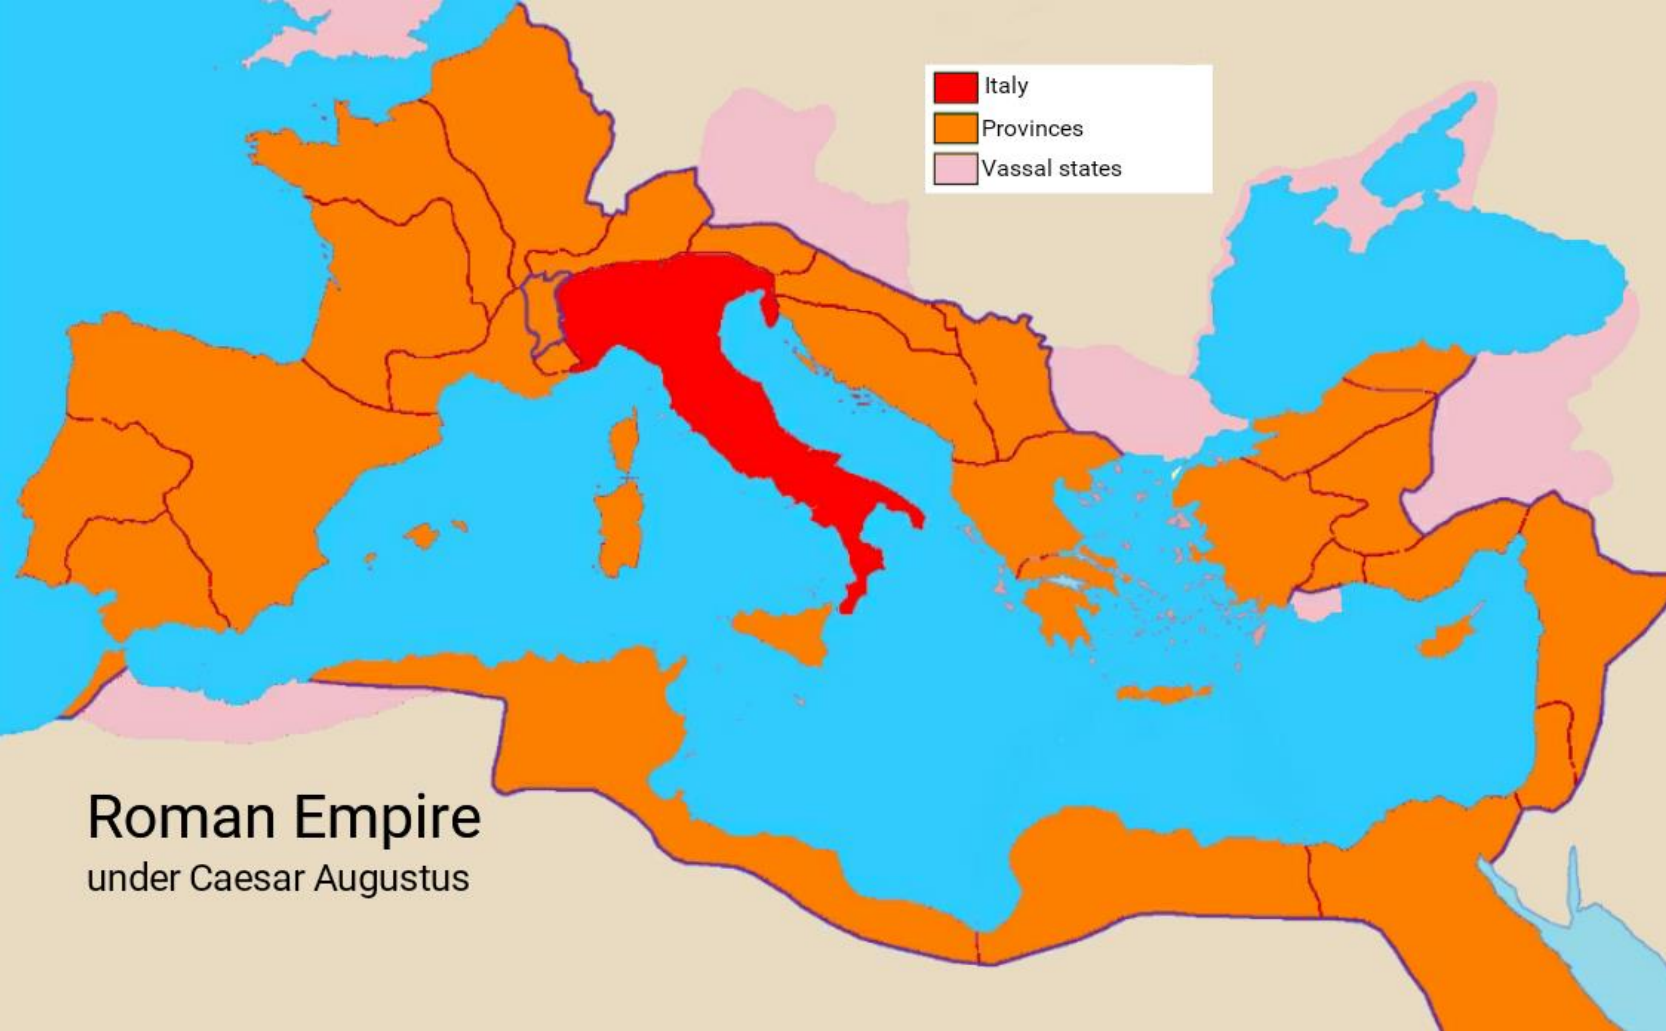 Italy
Provinces
Vassal states
Roman Empire
under Caesar Augustus